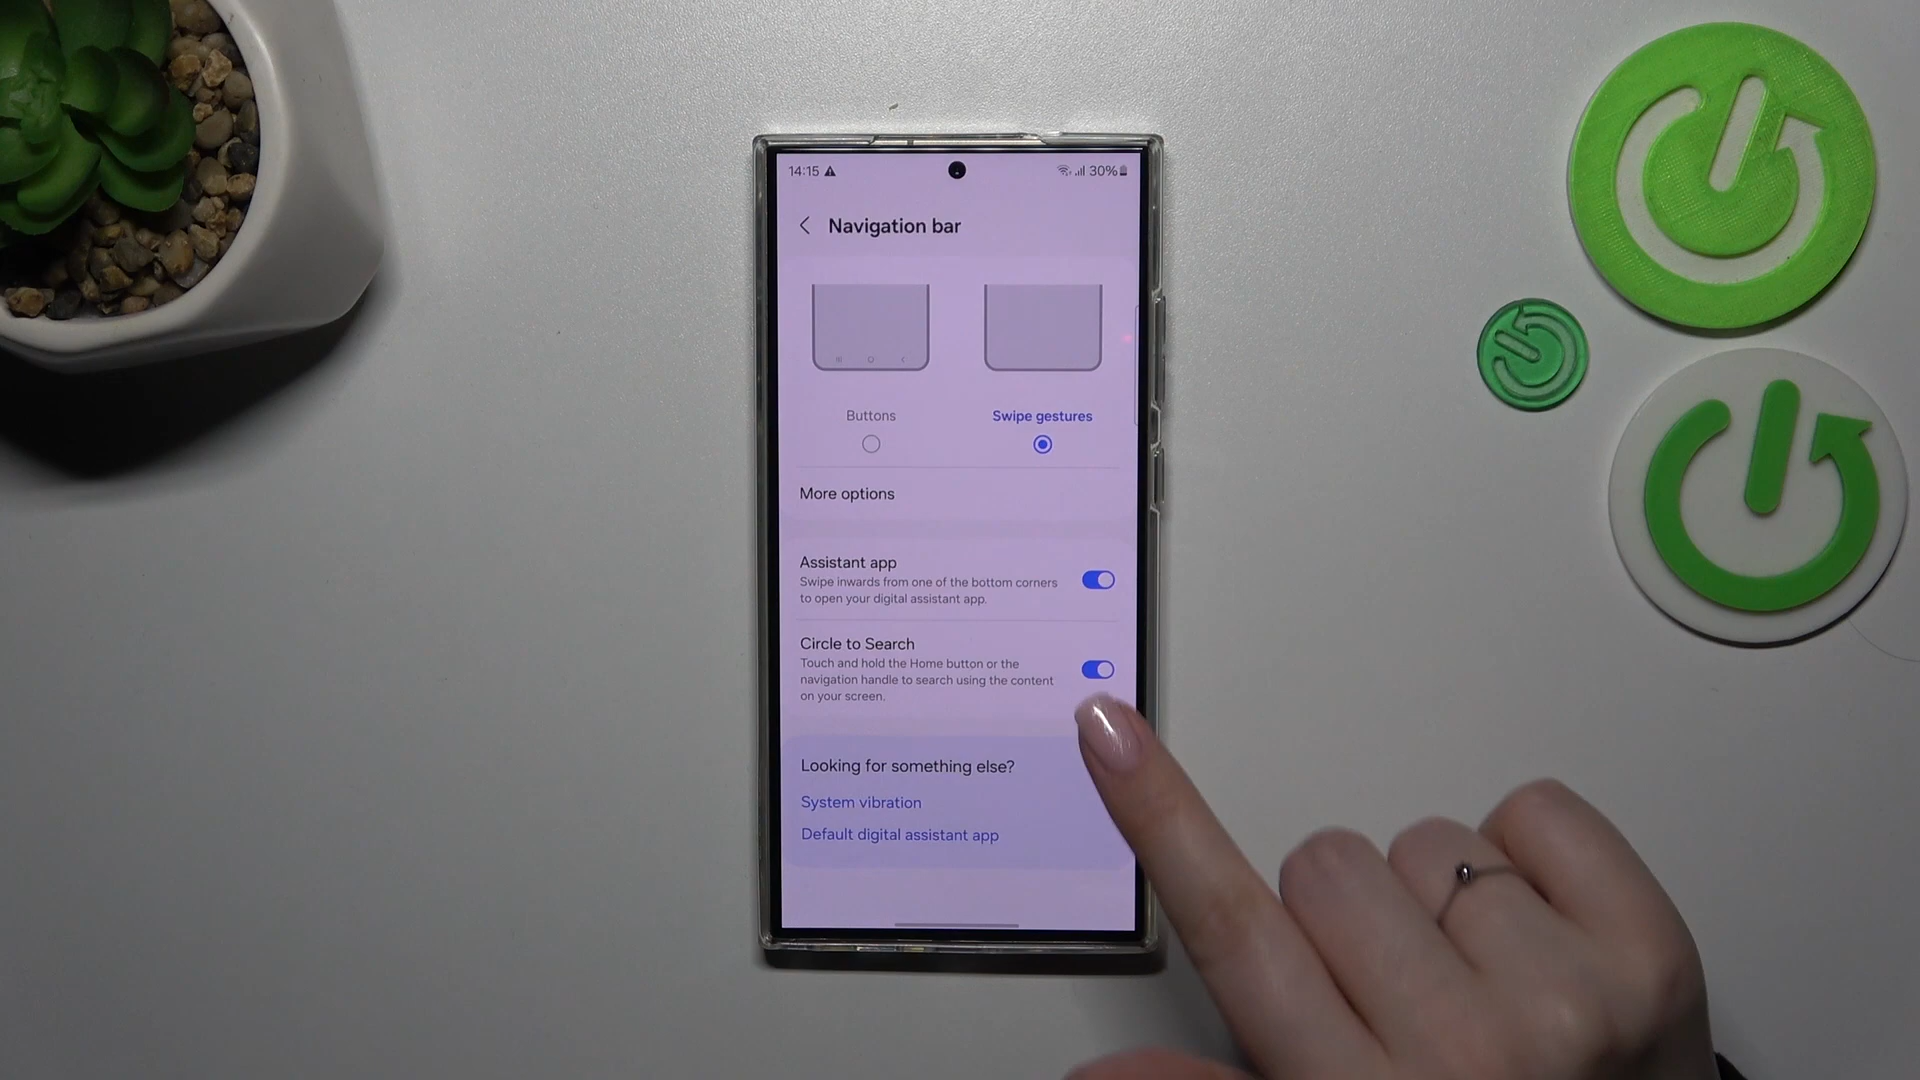 14:15
30%
Navigation bar
Buttons
Swipe gestures
More options
Assistant app
Swipe inwards from one of the bottom corners
to open your digital assistant app.
Circle to Search
Touch and hold the Home button or the
navigation handle to search using the content
on your screen.
Looking for something else?
System vibration
Default digital assistant app